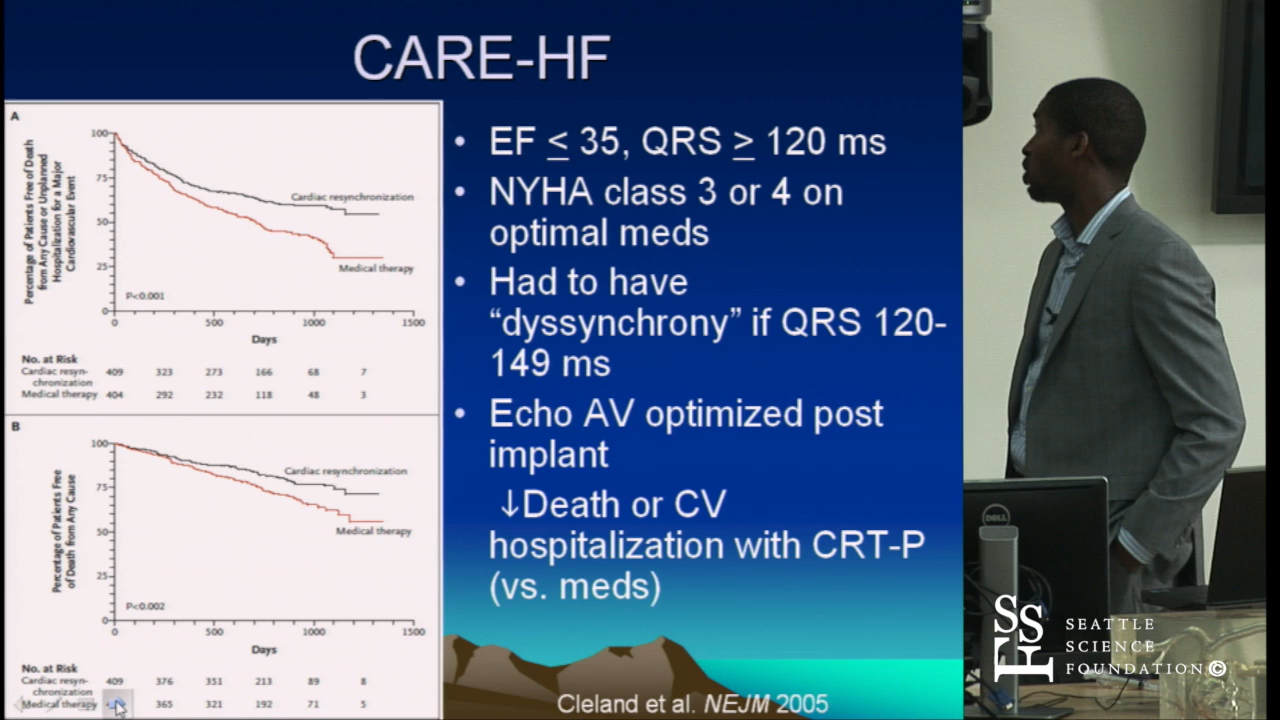 CARE-HF
A
Percentage of Patients Free of Death
from Any Cause or Unplanned
Hospitalization for a Major
Cardiovascular Event
100
75
50
25
0
Cardiac resynchronization
Medical therapy
P<0.001
0 500 1000 1500
Days
No. at Risk
Cardiac resyn-
chronization 409 323 273 166 68 7
Medical therapy 404 292 232 118 48 3
B
Percentage of Patients Free
of Death from Any Cause
100
75
50
25
0
Cardiac resynchronization
Medical therapy
P<0.002
0 500 1000 1500
Days
No. at Risk
Cardiac resyn-
chronization 409 376 351 213 89 8
Medical therapy 365 321 192 71 5
• EF ≤ 35, QRS ≥ 120 ms
• NYHA class 3 or 4 on
optimal meds
• Had to have
“dyssynchrony” if QRS 120-
149 ms
• Echo AV optimized post
implant
↓Death or CV
hospitalization with CRT-P
(vs. meds)
Cleland et al. NEJM 2005
DELL
SSF
SEATTLE
SCIENCE
FOUNDATION©